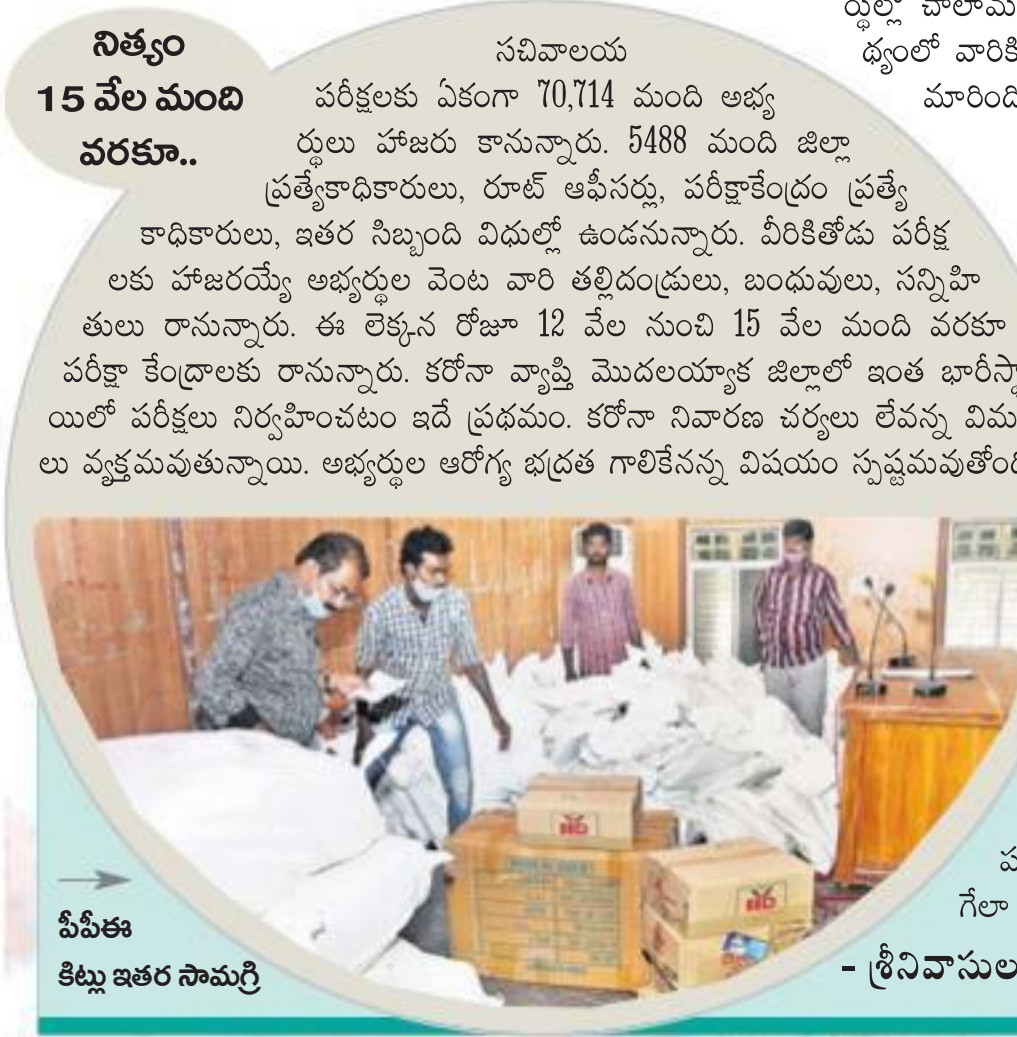 నిత్యం
15 వేల మంది
వరకూ..
సచివాలయ
పరీక్షలకు ఏకంగా 70,714 మంది అభ్య
ర్థులు హాజరు కానున్నారు. 5488 మంది జిల్లా
ప్రత్యేకాధికారులు, రూట్ ఆఫీసర్లు, పరీక్షాకేంద్రం ప్రత్యే
కాధికారులు, ఇతర సిబ్బంది విధుల్లో ఉండనున్నారు. వీరికితోడు పరీక్ష
లకు హాజరయ్యే అభ్యర్థుల వెంట వారి తల్లిదండ్రులు, బంధువులు, సన్నిహి
తులు రానున్నారు. ఈ లెక్కన రోజూ 12 వేల నుంచి 15 వేల మంది వరకూ
పరీక్షా కేంద్రాలకు రానున్నారు. కరోనా వ్యాప్తి మొదలయ్యాక జిల్లాలో ఇంత భారీస్థా
యిలో పరీక్షలు నిర్వహించటం ఇదే ప్రథమం. కరోనా నివారణ చర్యలు లేవన్న విమ
లు వ్యక్తమవుతున్నాయి. అభ్యర్థుల ఆరోగ్య భద్రత గాలికేనన్న విషయం స్పష్టమవుతోంది
థ్యంలో వారికి
మారింది
పీపీఈ
కిట్లు ఇతర సామగ్రి
గేలా
- శ్రీనివాసుల